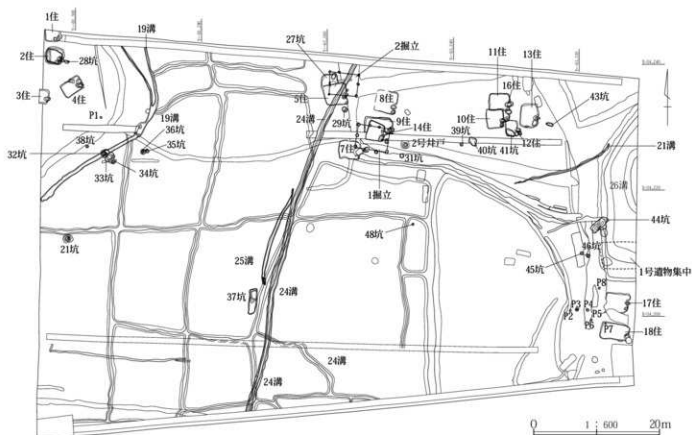 1住
19溝
27坑
2掘立
11住
13住
2住
28坑
16住
3住
4住
5住
8住
43坑
P1
24溝
29坑
9住
14住
10住
12住
19溝
36坑
38坑
35坑
39坑
2号井戸
40坑
41坑
21溝
32坑
7住
31坑
33坑
34坑
1掘立
26溝
44坑
48坑
21坑
25溝
45坑
46坑
1号遺物集中
37坑
24溝
P8
17住
P3
P4
P2
P5
P6
P7
18住
24溝
24溝
0 1:600 20m